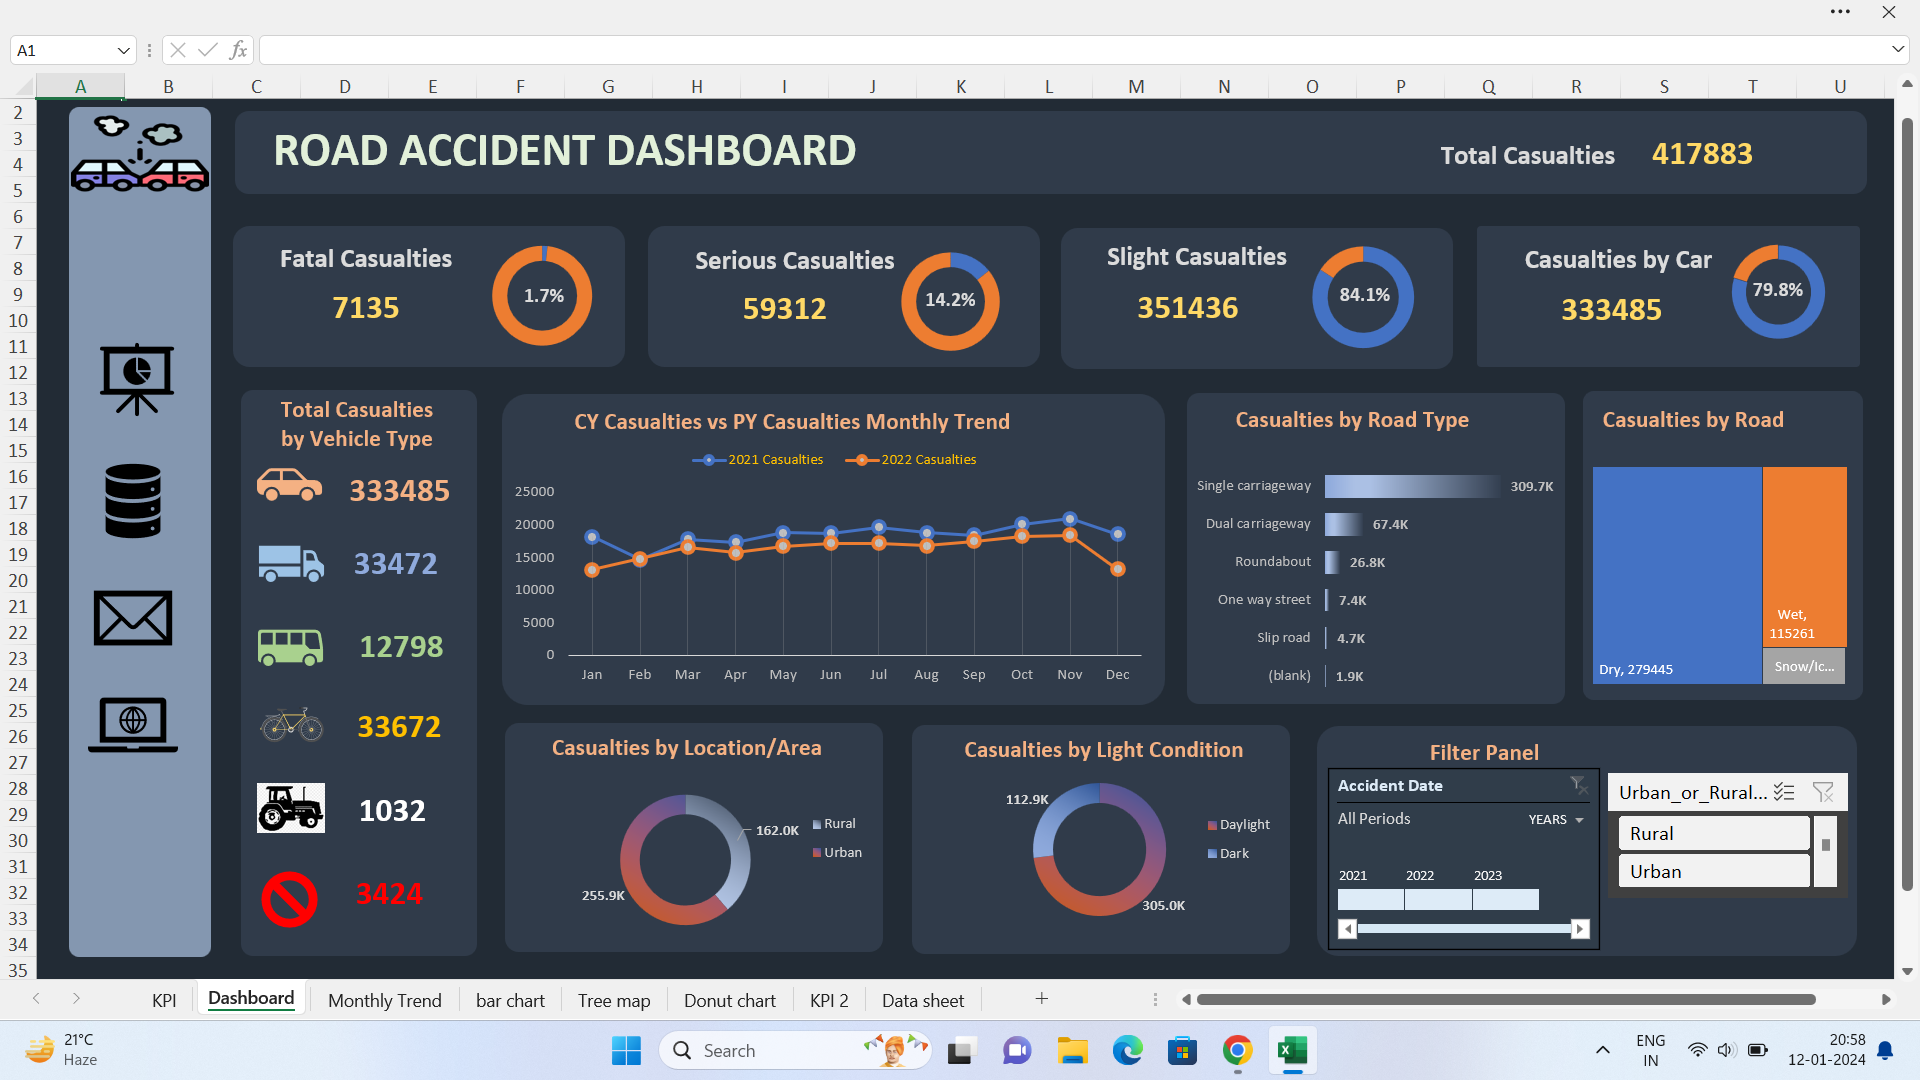 A1
fx
A B C D E F G H I J K L M N O P Q R S T U
2
3
4
5
6
7
8
9
10
11
12
13
14
15
16
17
18
19
20
21
22
23
24
25
26
27
28
29
30
31
32
33
34
35
ROAD ACCIDENT DASHBOARD
Total Casualties 417883
Fatal Casualties
7135
1.7%
Serious Casualties
59312
14.2%
Slight Casualties
351436
84.1%
Casualties by Car
333485
79.8%
Total Casualties
by Vehicle Type
333485
33472
12798
33672
1032
3424
CY Casualties vs PY Casualties Monthly Trend
2021 Casualties 2022 Casualties
25000
20000
15000
10000
5000
0
Jan Feb Mar Apr May Jun Jul Aug Sep Oct Nov Dec
Casualties by Road Type
Single carriageway 309.7K
Dual carriageway 67.4K
Roundabout 26.8K
One way street 7.4K
Slip road 4.7K
(blank) 1.9K
Casualties by Road
Wet,
115261
Dry, 279445
Snow/Ic...
Casualties by Location/Area
162.0K
255.9K
Rural
Urban
Casualties by Light Condition
112.9K
305.0K
Daylight
Dark
Filter Panel
Accident Date
All Periods YEARS
2021 2022 2023
Urban_or_Rural...
Rural
Urban
KPI Dashboard Monthly Trend bar chart Tree map Donut chart KPI 2 Data sheet
21°C
Haze
Search
ENG
IN
20:58
12-01-2024